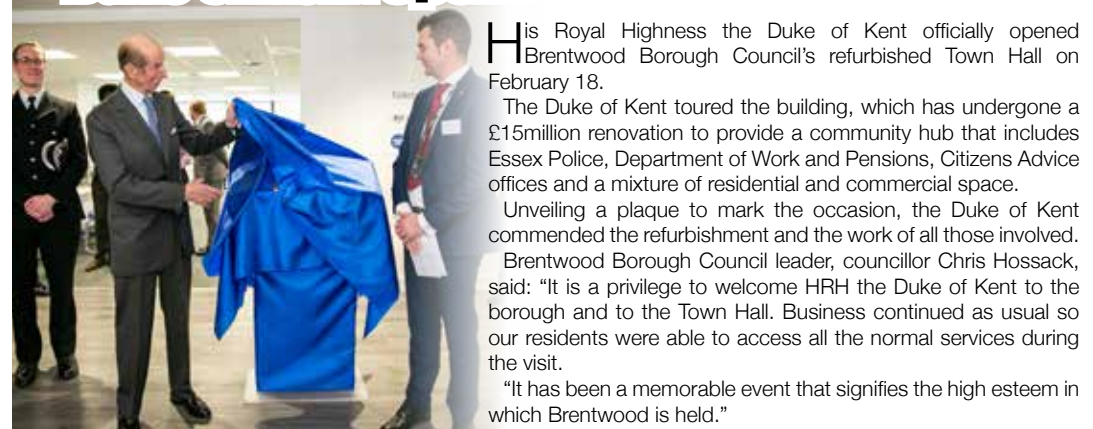 His Royal Highness the Duke of Kent officially opened
Brentwood Borough Council’s refurbished Town Hall on
February 18.
The Duke of Kent toured the building, which has undergone a
£15million renovation to provide a community hub that includes
Essex Police, Department of Work and Pensions, Citizens Advice
offices and a mixture of residential and commercial space.
Unveiling a plaque to mark the occasion, the Duke of Kent
commended the refurbishment and the work of all those involved.
Brentwood Borough Council leader, councillor Chris Hossack,
said: “It is a privilege to welcome HRH the Duke of Kent to the
borough and to the Town Hall. Business continued as usual so
our residents were able to access all the normal services during
the visit.
“It has been a memorable event that signifies the high esteem in
which Brentwood is held.”